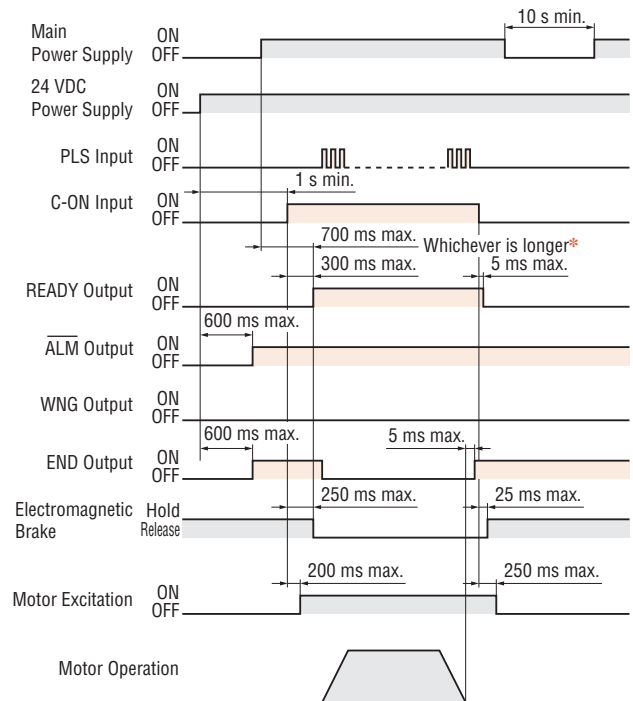 10 s min.
Main
Power Supply
ON
OFF
24 VDC
Power Supply
ON
OFF
PLS Input
ON
OFF
1 s min.
C-ON Input
ON
OFF
700 ms max.
Whichever is longer*
300 ms max.
5 ms max.
READY Output
ON
OFF
600 ms max.
ALM Output
ON
OFF
WNG Output
ON
OFF
600 ms max.
5 ms max.
END Output
ON
OFF
250 ms max.
25 ms max.
Electromagnetic
Brake
Hold
Release
200 ms max.
250 ms max.
Motor Excitation
ON
OFF
Motor Operation